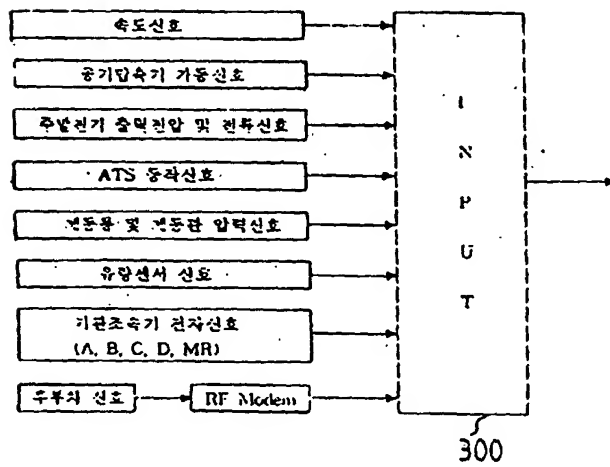 속도신호
공기압축기 가동신호
주발전기 출력전압 및 전류신호
ATS 동작신호
제동통 및 제동관 압력신호
유량센서 신호
기관조속기 전자신호
(A, B, C, D, MR)
후부차 신호
RF Modem
I
N
P
U
T
300